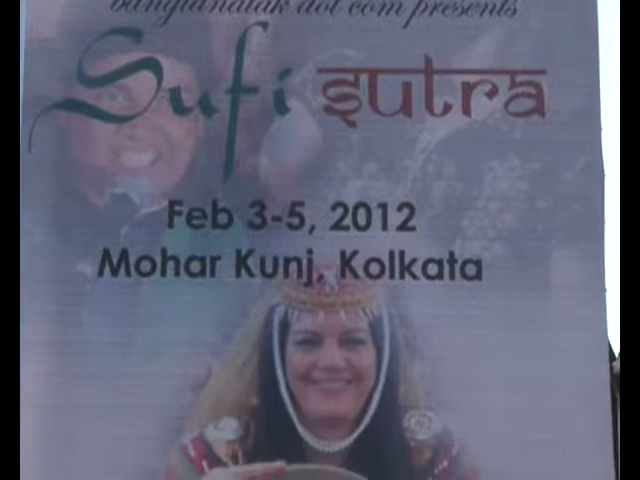 banglanatak dot com presents
Sufi sutra
Feb 3-5, 2012
Mohar Kunj, Kolkata